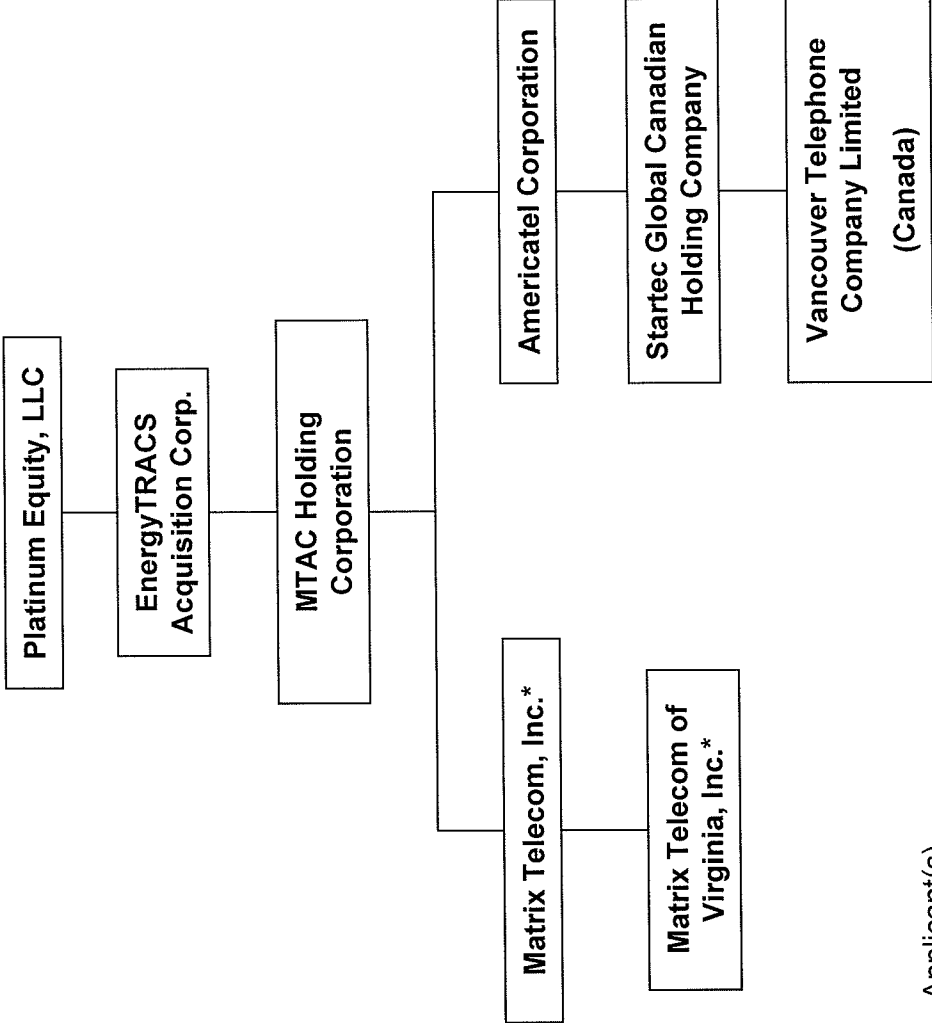 Platinum Equity, LLC
EnergyTRACS
Acquisition Corp.
MTAC Holding
Corporation
Matrix Telecom, Inc.*
Americatel Corporation
Matrix Telecom of
Virginia, Inc.*
Startec Global Canadian
Holding Company
Vancouver Telephone
Company Limited
(Canada)
Applicant(s)